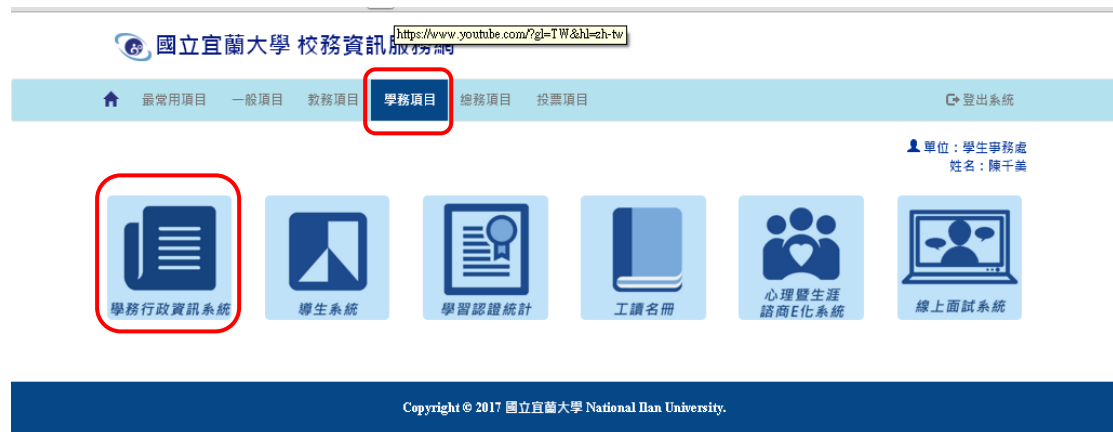 https://www.youtube.com/?gl=TW&hl=zh-tw
國立宜蘭大學 校務資訊服務網
最常用項目 一般項目 教務項目 學務項目 總務項目 投票項目 登出系統
單位：學生事務處
姓名：陳千美
學務行政資訊系統 導生系統 學習認證統計 工讀名冊 心理暨生涯 線上面試系統
諮商E化系統
Copyright © 2017 國立宜蘭大學 National Ilan University.